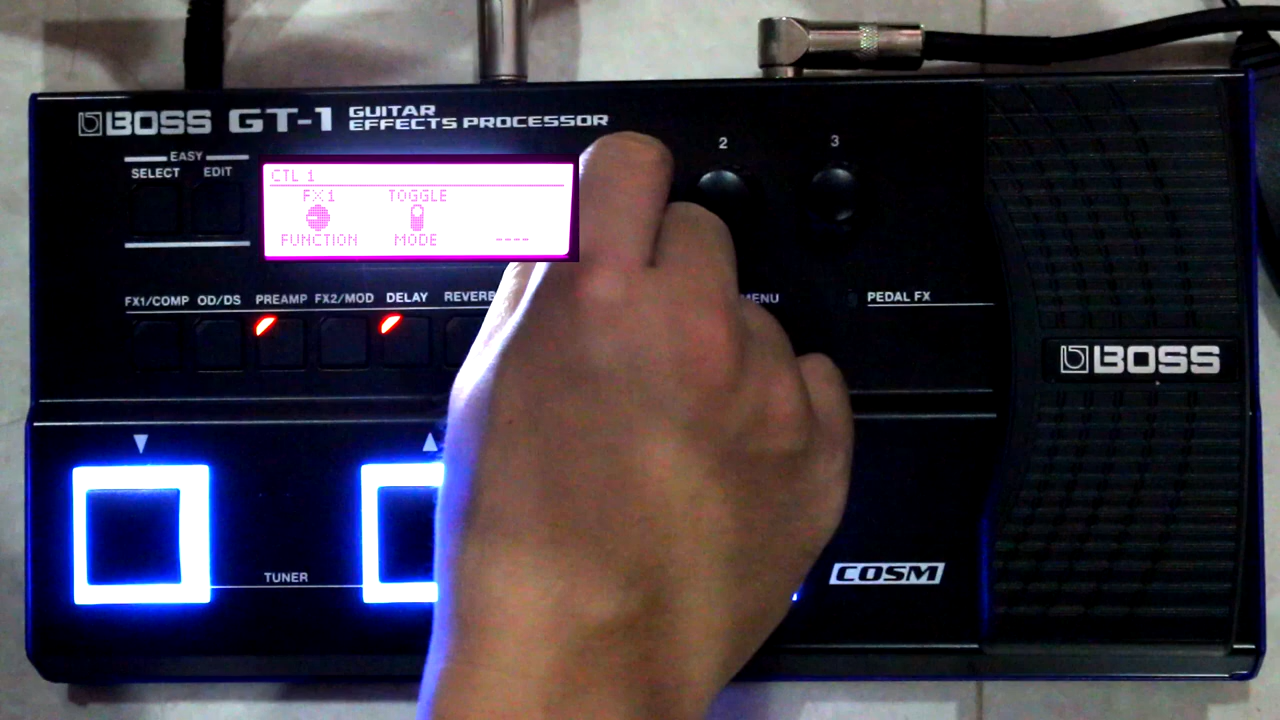 BOSS GT-1 GUITAR EFFECTS PROCESSOR
EASY
SELECT EDIT
2 3
CTL 1
FX1 TOGGLE
FUNCTION MODE ----
FX1/COMP OD/DS PREAMP FX2/MOD DELAY REVERB
MENU
PEDAL FX
BOSS
TUNER
COSM